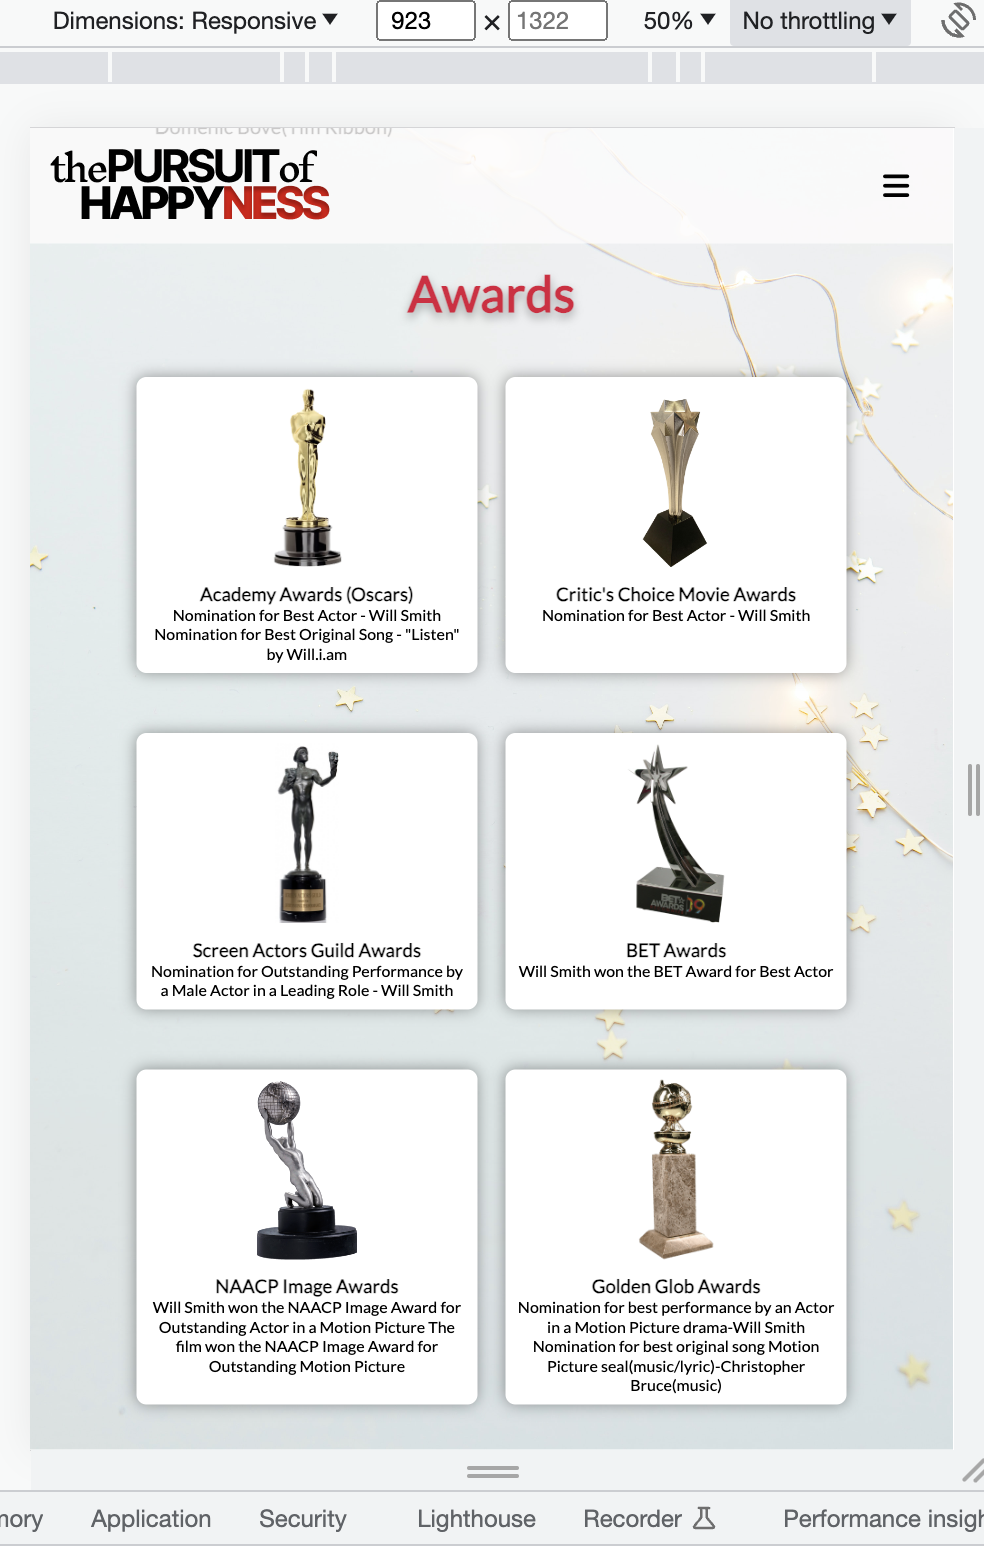 Dimensions: Responsive ▼ 923 × 1322 50% ▼ No throttling ▼
Domenic Bove(Tim Ribbon)
thePURSUITof
HAPPYNESS
Awards
Academy Awards (Oscars)
Nomination for Best Actor - Will Smith
Nomination for Best Original Song - "Listen"
by Will.i.am
Critic's Choice Movie Awards
Nomination for Best Actor - Will Smith
Screen Actors Guild Awards
Nomination for Outstanding Performance by
a Male Actor in a Leading Role - Will Smith
BET★
AWARDS
BET Awards
Will Smith won the BET Award for Best Actor
NAACP Image Awards
Will Smith won the NAACP Image Award for
Outstanding Actor in a Motion Picture The
film won the NAACP Image Award for
Outstanding Motion Picture
Golden Glob Awards
Nomination for best performance by an Actor
in a Motion Picture drama-Will Smith
Nomination for best original song Motion
Picture seal(music/lyric)-Christopher
Bruce(music)
mory Application Security Lighthouse Recorder Performance insigh